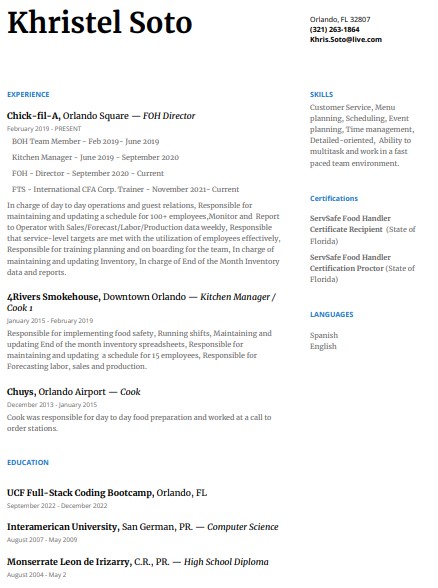 Khristel Soto
Orlando, FL 32807
(321) 263-1864
Khris.Soto@live.com
EXPERIENCE
Chick-fil-A, Orlando Square — FOH Director
February 2019 - PRESENT
BOH Team Member - Feb 2019- June 2019
Kitchen Manager - June 2019 - September 2020
FOH - Director - September 2020 - Current
FTS - International CFA Corp. Trainer - November 2021- Current
In charge of day to day operations and guest relations, Responsible for
maintaining and updating a schedule for 100+ employees,Monitor and Report
to Operator with Sales/Forecast/Labor/Production data weekly, Responsible
that service-level targets are met with the utilization of employees effectively,
Responsible for training planning and on boarding for the team, In charge of
maintaining and updating Inventory, In charge of End of the Month Inventory
data and reports.
4Rivers Smokehouse, Downtown Orlando — Kitchen Manager /
Cook 1
January 2015 - February 2019
Responsible for implementing food safety, Running shifts, Maintaining and
updating End of the month inventory spreadsheets, Responsible for
maintaining and updating a schedule for 15 employees, Responsible for
Forecasting labor, sales and production.
Chuys, Orlando Airport — Cook
December 2013 - January 2015
Cook was responsible for day to day food preparation and worked at a call to
order stations.
EDUCATION
UCF Full-Stack Coding Bootcamp, Orlando, FL
September 2022 - December 2022
Interamerican University, San German, PR. — Computer Science
August 2007 - May 2009
Monserrate Leon de Irizarry, C.R., PR. — High School Diploma
August 2004 - May 2
SKILLS
Customer Service, Menu
planning, Scheduling, Event
planning, Time management,
Detailed-oriented, Ability to
multitask and work in a fast
paced team environment.
Certifications
ServSafe Food Handler
Certificate Recipient (State of
Florida)
ServSafe Food Handler
Certification Proctor (State of
Florida)
LANGUAGES
Spanish
English